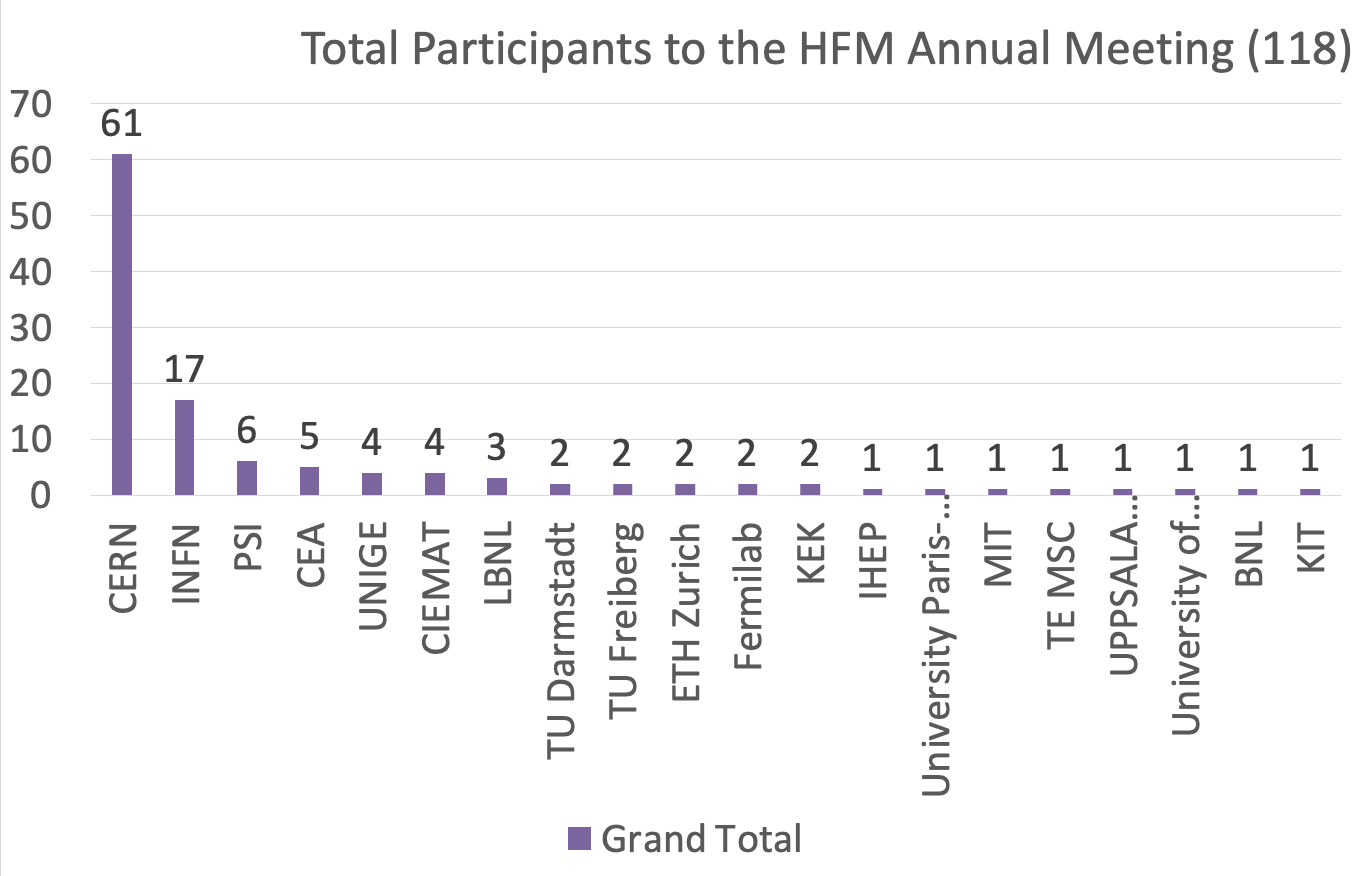 Total Participants to the HFM Annual Meeting (118)
70
60
50
40
30
20
10
0
61
17
6
5
4
4
3
2
2
2
2
2
1
1
1
1
1
1
1
1
CERN
INFN
PSI
CEA
UNIGE
CIEMAT
LBNL
TU Darmstadt
TU Freiberg
ETH Zurich
Fermilab
KEK
IHEP
University Paris-...
MIT
TE MSC
UPPSALA...
University of...
BNL
KIT
Grand Total